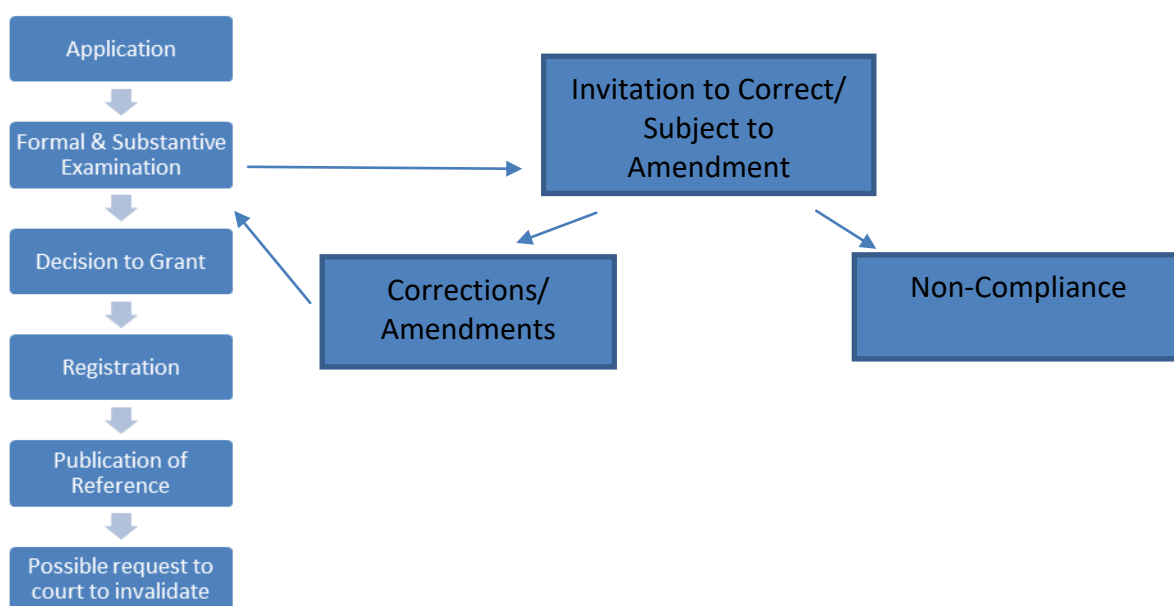 Application
Formal & Substantive
Examination
Decision to Grant
Registration
Publication of
Reference
Possible request to
court to invalidate
Invitation to Correct/
Subject to
Amendment
Corrections/
Amendments
Non-Compliance